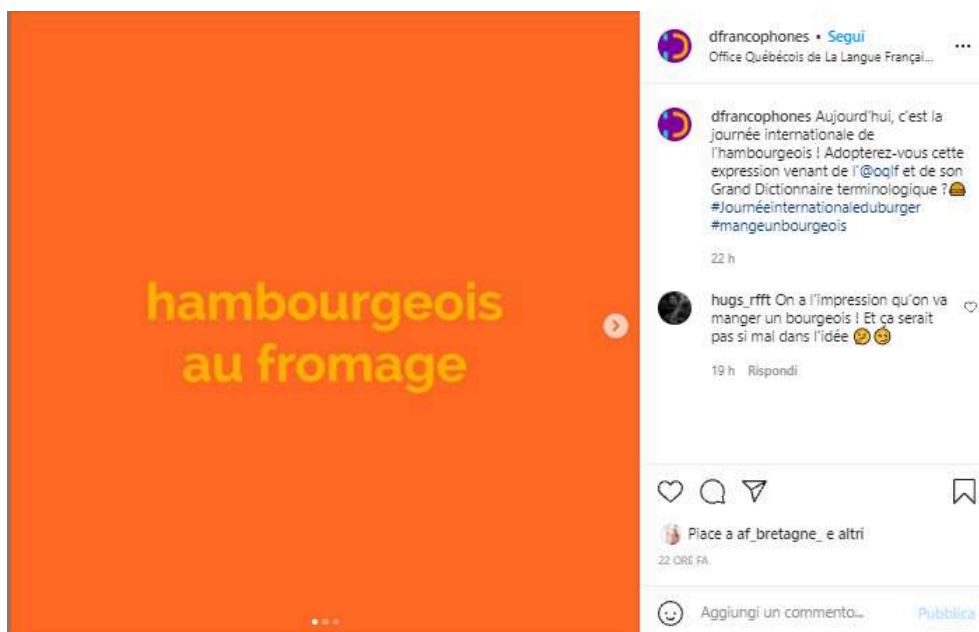 hambourgeois
au fromage
dfrancophones • Segui
Office Québécois de La Langue Françai...
dfrancophones Aujourd'hui, c'est la
journée internationale de
l'hambourgeois ! Adopterez-vous cette
expression venant de l'@oqlf et de son
Grand Dictionnaire terminologique ?🍔
#Journéeinternationaleduburger
#mangeunbourgeois
22 h
hugs_rfft On a l'impression qu'on va
manger un bourgeois ! Et ça serait
pas si mal dans l'idée 🤔😏
19 h Rispondi
Piace a af_bretagne_ e altri
22 ORE FA
Aggiungi un commento...
Pubblica